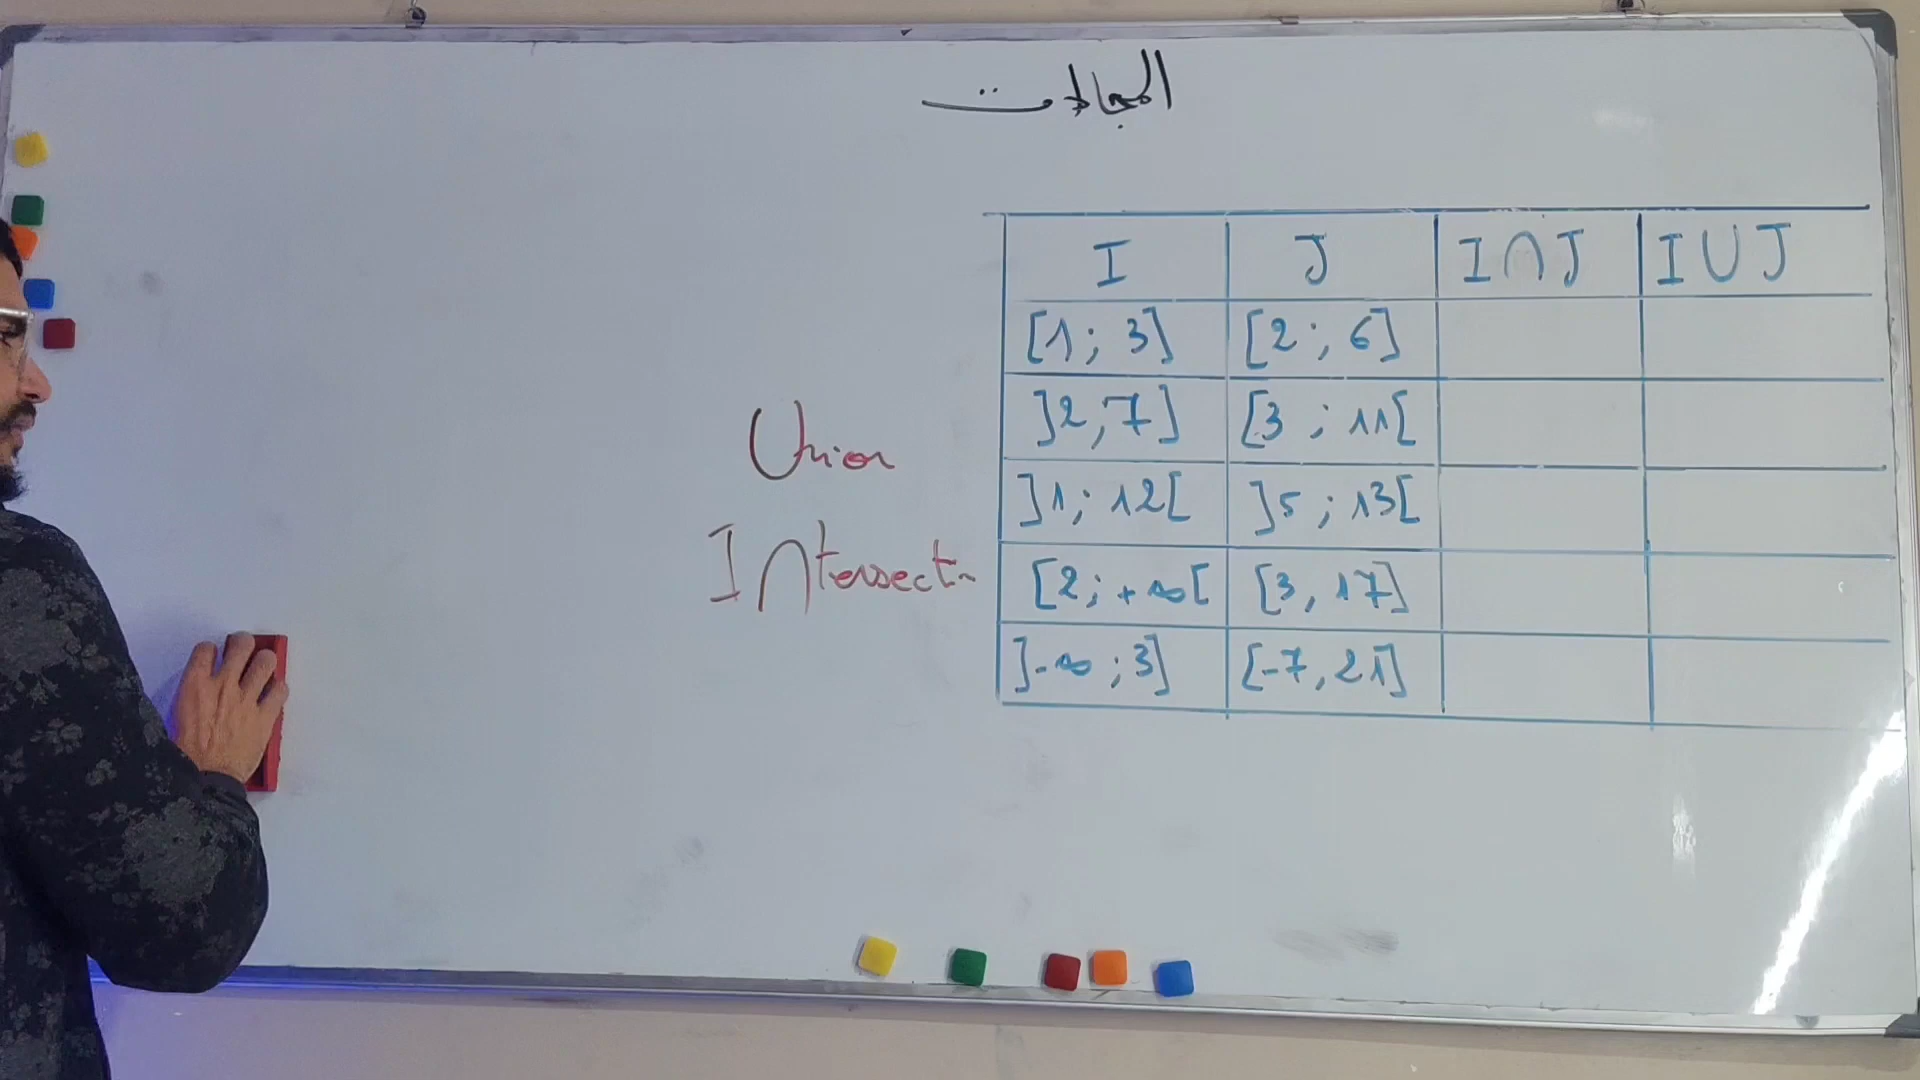 المجالات
I J I∩J I∪J
[1 ; 3] [2 ; 6]
]2 ; 7] [3 ; 11[
]1 ; 12[ ]5 ; 13[
[2 ; +∞[ [3 , 17]
]-∞ ; 3] [-7 , 21]
Union
I∩tersect~